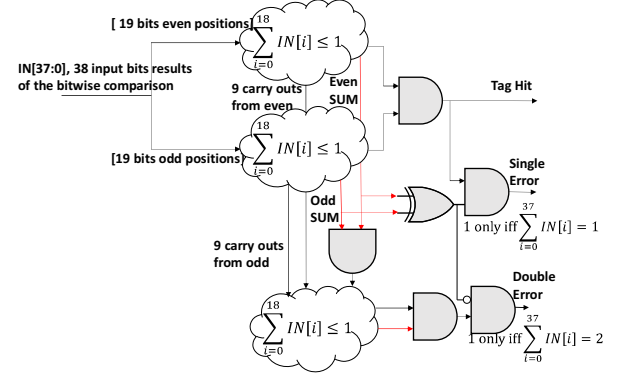 [ 19 bits even positions]
18
∑ IN[i] ≤ 1
i=0
IN[37:0], 38 input bits results
of the bitwise comparison
9 carry outs
from even
Even
SUM
Tag Hit
[19 bits odd positions]
18
∑ IN[i] ≤ 1
i=0
Single
Error
Odd
SUM
37
1 only iff ∑ IN[i] = 1
i=0
9 carry outs
from odd
Double
Error
18
∑ IN[i] ≤ 1
i=0
37
1 only iff ∑ IN[i] = 2
i=0